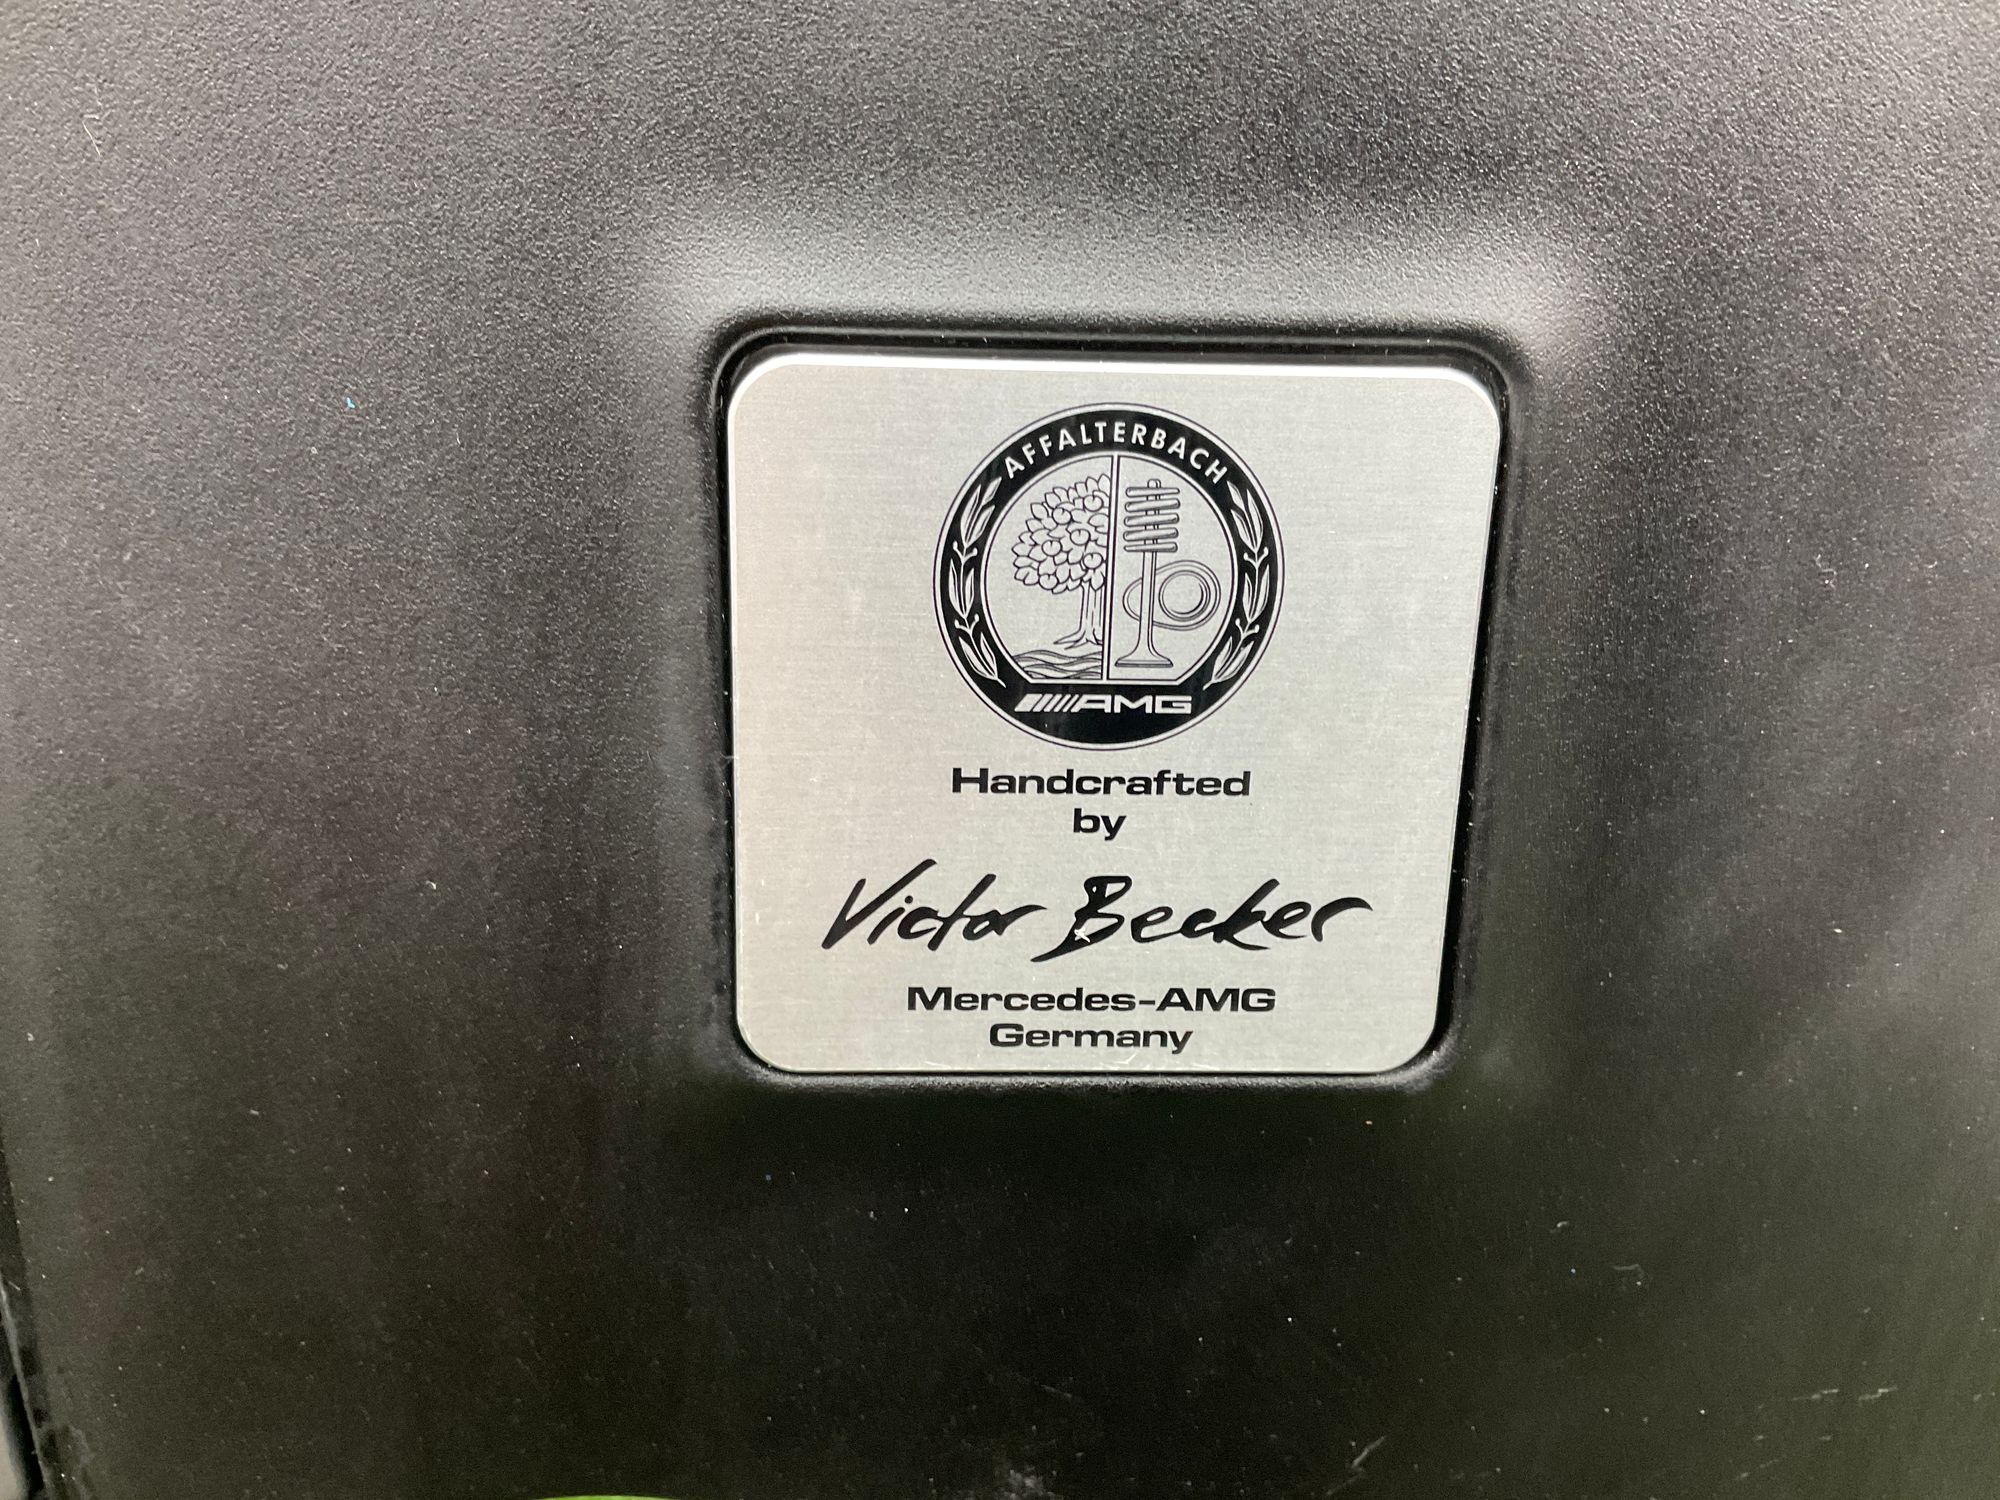 AFFALTERBACH
AMG
Handcrafted
by
Victor Becker
Mercedes-AMG
Germany